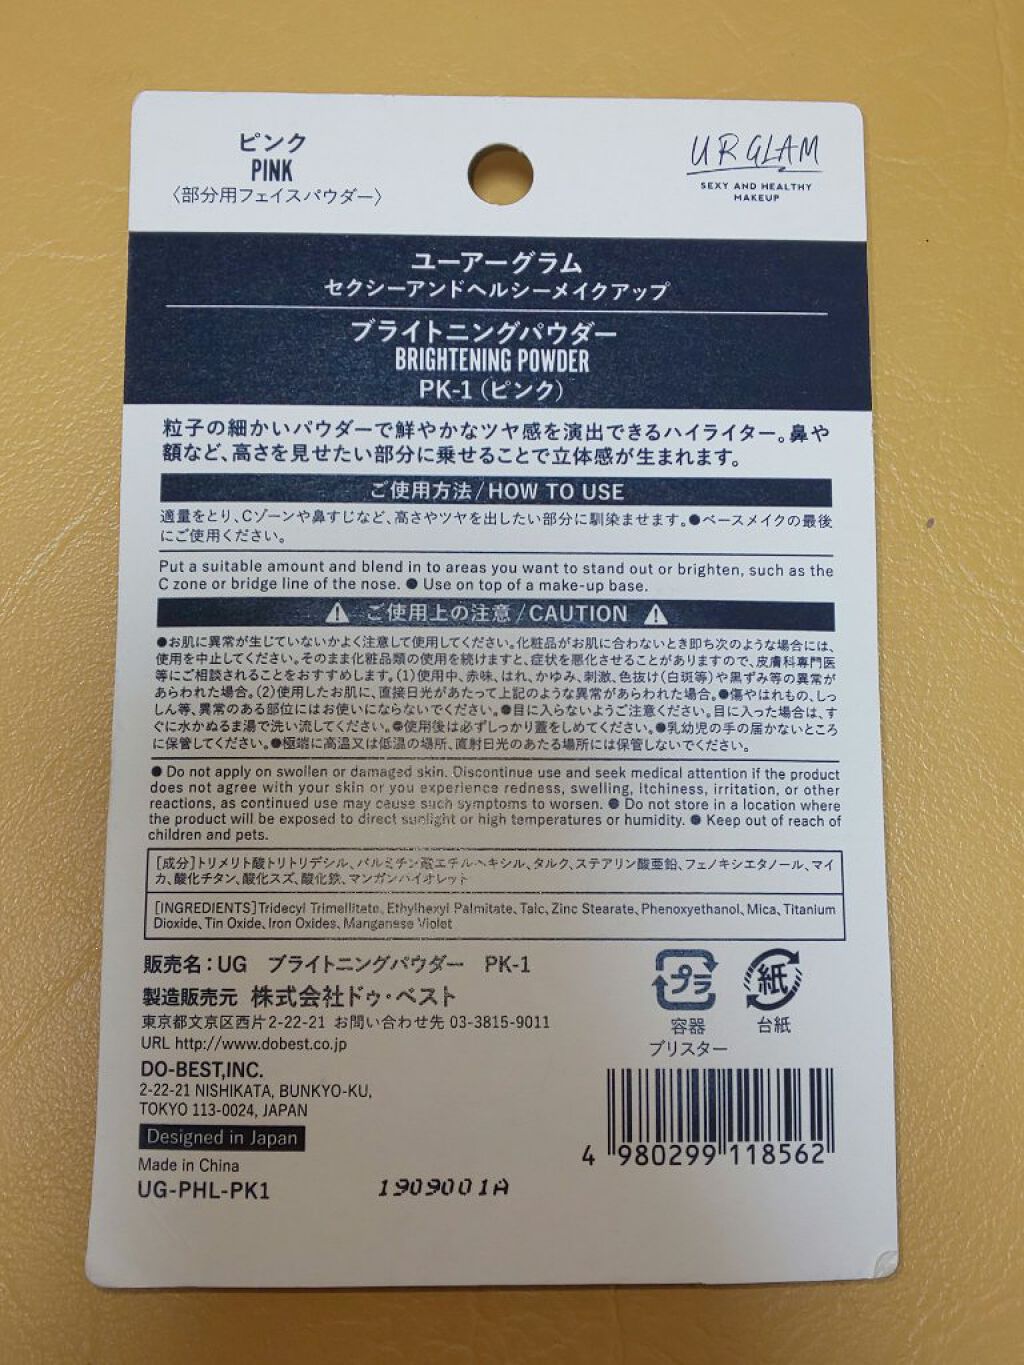 ピンク
PINK
〈部分用フェイスパウダー〉
URGLAM
SEXY AND HEALTHY
MAKEUP
ユーアーグラム
セクシーアンドヘルシーメイクアップ
ブライトニングパウダー
BRIGHTENING POWDER
PK-1（ピンク）
粒子の細かいパウダーで鮮やかなツヤ感を演出できるハイライター。鼻や
額など、高さを見せたい部分に乗せることで立体感が生まれます。
ご使用方法/HOW TO USE
適量をとり、Cゾーンや鼻すじなど、高さやツヤを出したい部分に馴染ませます。●ベースメイクの最後
にご使用ください。
Put a suitable amount and blend in to areas you want to stand out or brighten, such as the
C zone or bridge line of the nose. ● Use on top of a make-up base.
ご使用上の注意/CAUTION
●お肌に異常が生じていないかよく注意して使用してください。化粧品がお肌に合わないとき即ち次のような場合には、
使用を中止してください。そのまま化粧品類の使用を続けますと、症状を悪化させることがありますので、皮膚科専門医
等にご相談されることをおすすめします。(1)使用中、赤味、はれ、かゆみ、刺激、色抜け(白斑等)や黒ずみ等の異常が
あらわれた場合。(2)使用したお肌に、直接日光があたって上記のような異常があらわれた場合。●傷やはれもの、しっ
しん等、異常のある部位にはお使いにならないでください。●目に入らないようご注意ください。目に入った場合は、す
ぐに水かぬるま湯で洗い流してください。●使用後は必ずしっかり蓋をしめてください。●乳幼児の手の届かないところ
に保管してください。●極端に高温又は低温の場所、直射日光のあたる場所には保管しないでください。
● Do not apply on swollen or damaged skin. Discontinue use and seek medical attention if the product
does not agree with your skin or you experience redness, swelling, Itchiness, irritation, or other
reactions, as continued use may cause such symptoms to worsen. ● Do not store in a location where
the product will be exposed to direct sunlight or high temperatures or humidity. ● Keep out of reach of
children and pets.
[成分]トリメリト酸トリトリデシル、パルミチン酸エチルヘキシル、タルク、ステアリン酸亜鉛、フェノキシエタノール、マイ
カ、酸化チタン、酸化スズ、酸化鉄、マンガンバイオレット
[INGREDIENTS]Tridecyl Trimellitate、Ethylhexyl Palmitate、Talc、Zinc Stearate、Phenoxyethanol、Mica、Titanium
Dioxide、Tin Oxide、Iron Oxides、Manganese Violet
販売名：UG ブライトニングパウダー PK-1
製造販売元 株式会社ドゥ・ベスト
東京都文京区西片2-22-21 お問い合わせ先 03-3815-9011
URL http://www.dobest.co.jp
DO-BEST,INC.
2-22-21 NISHIKATA, BUNKYO-KU,
TOKYO 113-0024, JAPAN
Designed in Japan
Made in China
UG-PHL-PK1
1909001A
プラ
容器
ブリスター
紙
台紙
4 980299 118562